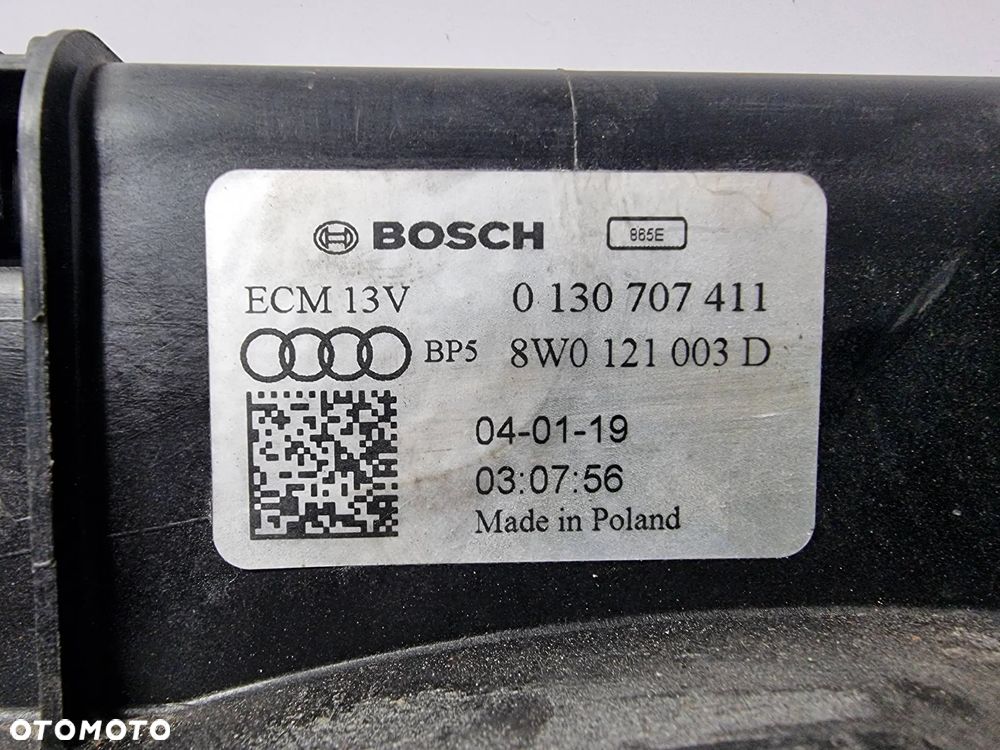 BOSCH 865E
ECM 13V 0 130 707 411
BP5 8W0 121 003 D
04-01-19
03:07:56
Made in Poland
OTOMOTO